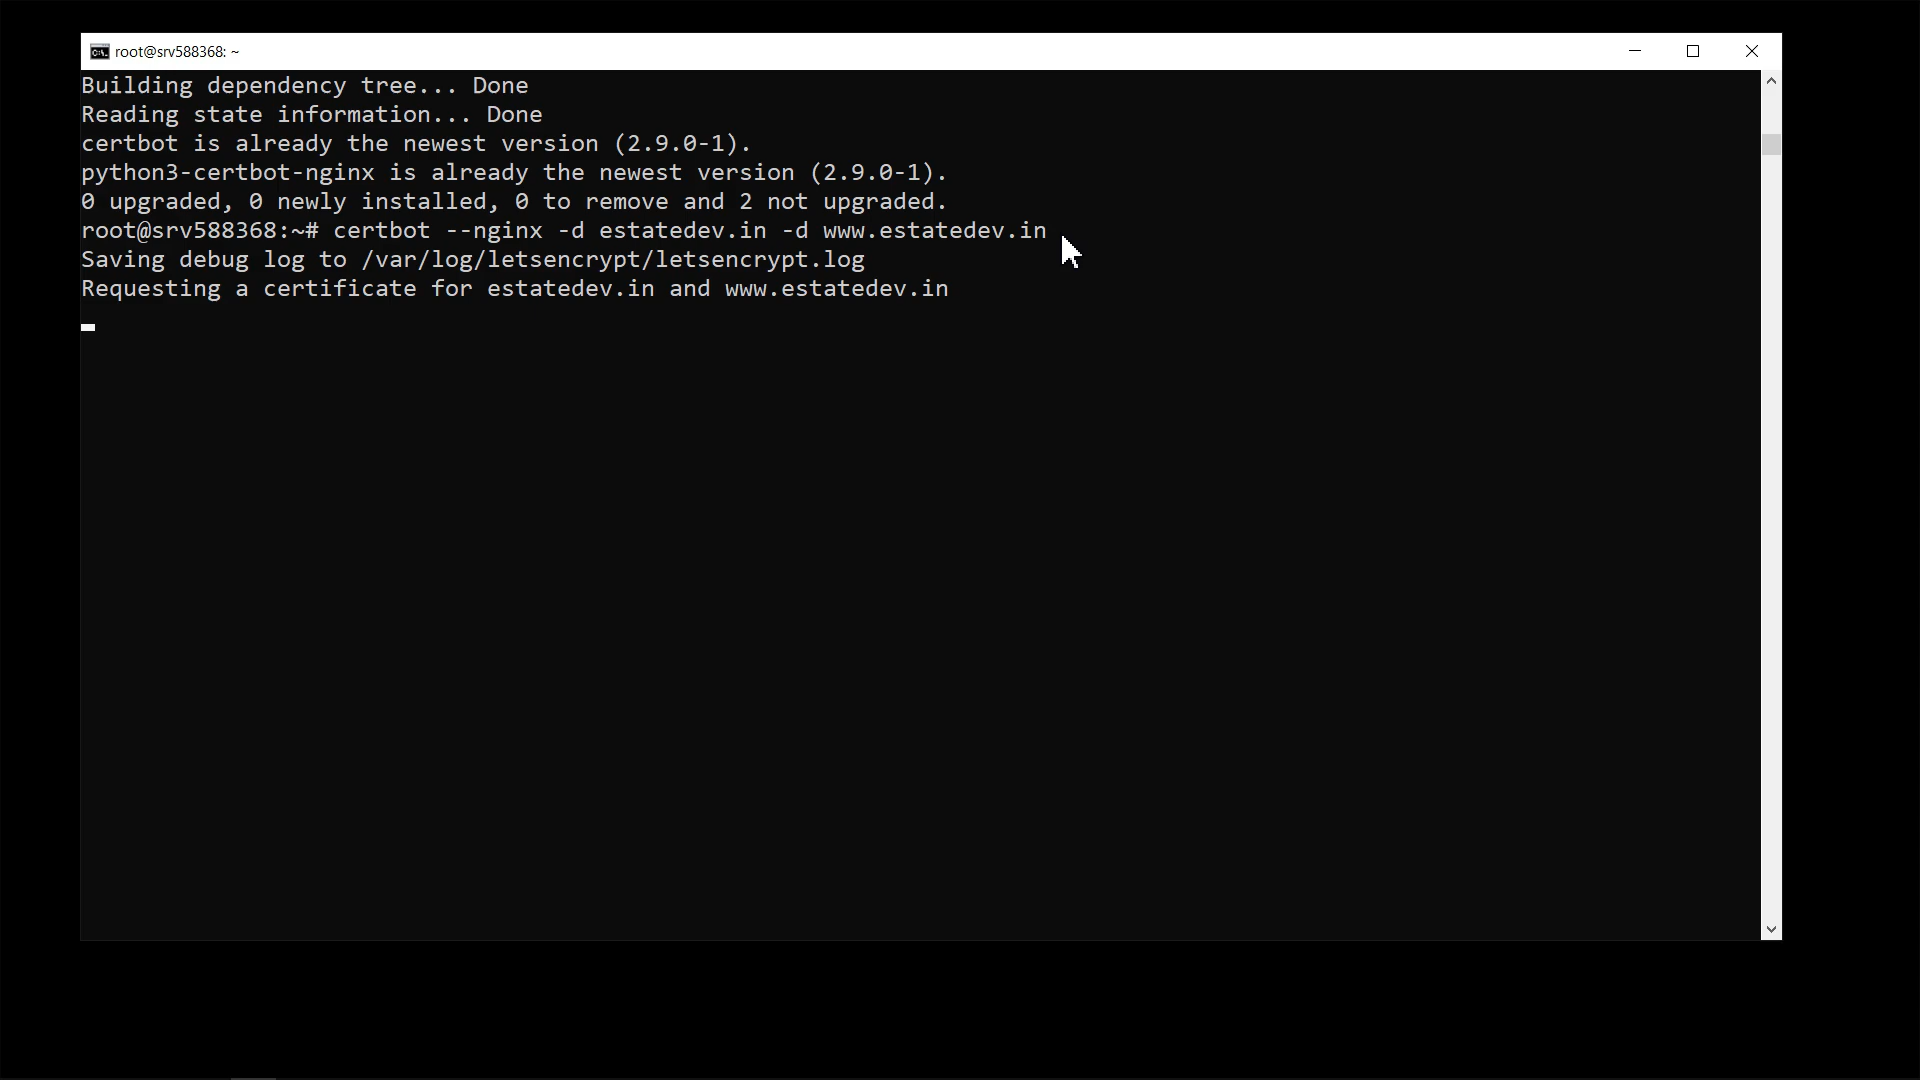 root@srv588368: ~
Building dependency tree... Done
Reading state information... Done
certbot is already the newest version (2.9.0-1).
python3-certbot-nginx is already the newest version (2.9.0-1).
0 upgraded, 0 newly installed, 0 to remove and 2 not upgraded.
root@srv588368:~# certbot --nginx -d estatedev.in -d www.estatedev.in
Saving debug log to /var/log/letsencrypt/letsencrypt.log
Requesting a certificate for estatedev.in and www.estatedev.in